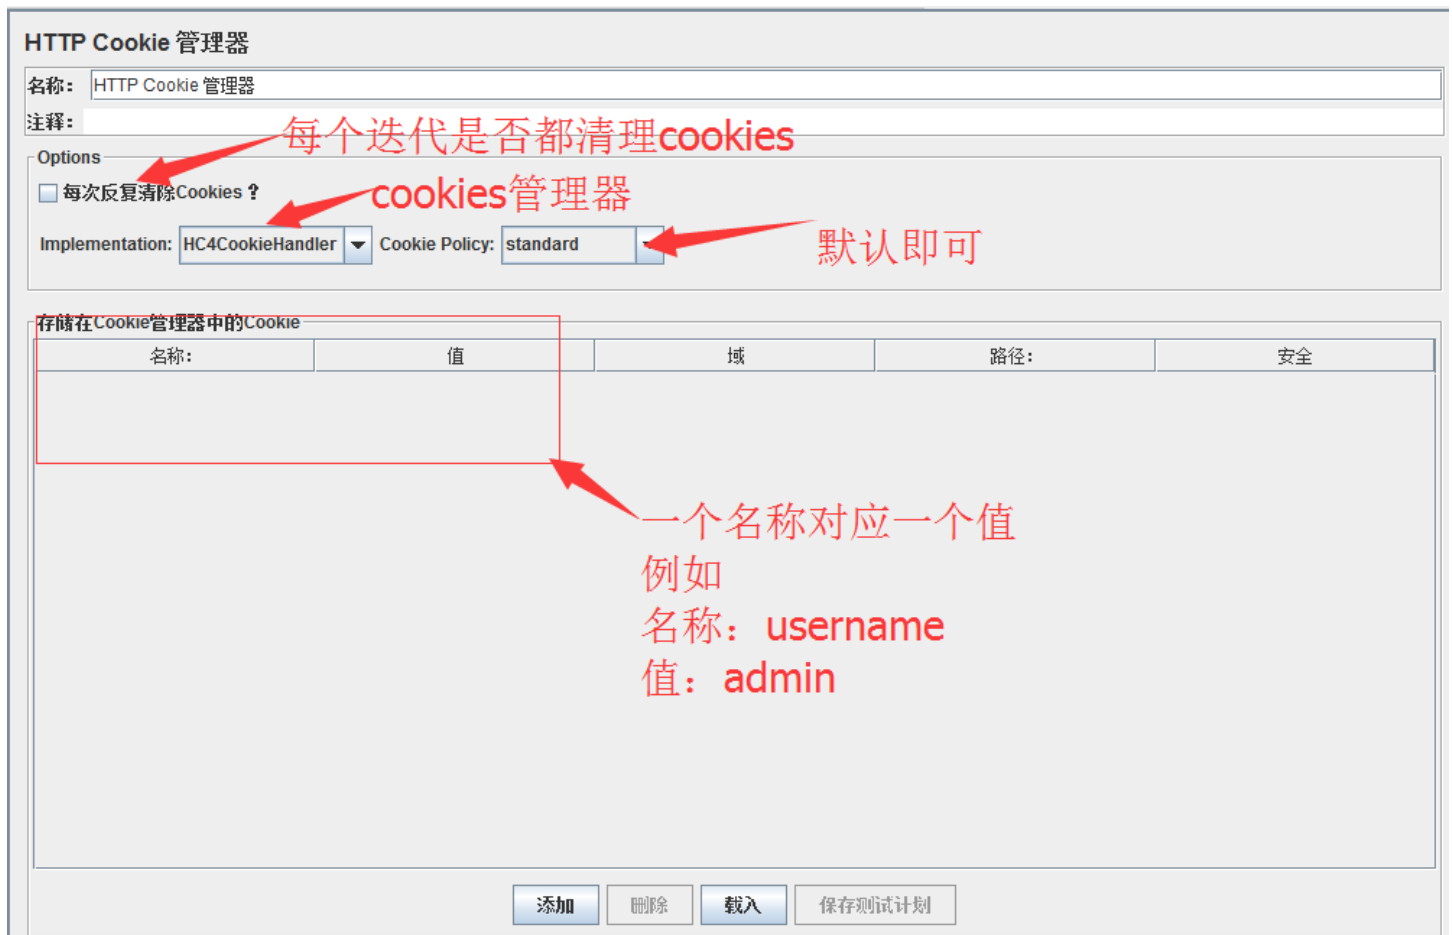 HTTP Cookie 管理器
名称： HTTP Cookie 管理器
注释：
每个迭代是否都清理cookies
Options
每次反复清除Cookies？
cookies管理器
Implementation: HC4CookieHandler Cookie Policy: standard
默认即可
存储在Cookie管理器中的Cookie
名称： 值 域 路径： 安全
一个名称对应一个值
例如
名称：username
值：admin
添加 删除 载入 保存测试计划